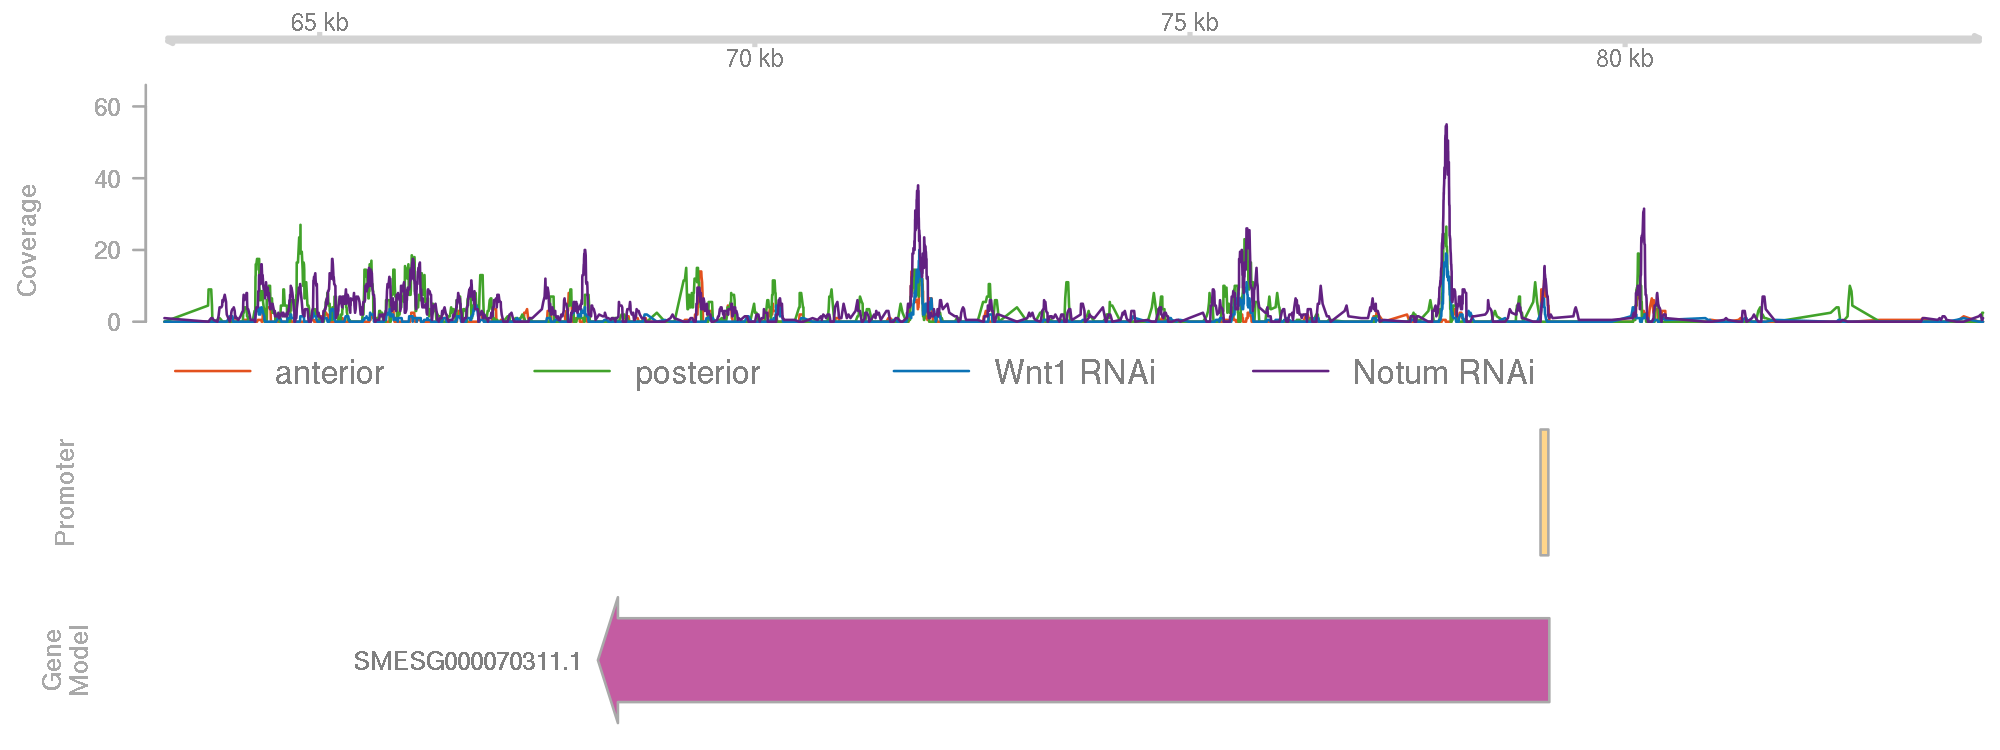 65 kb
75 kb
70 kb
80 kb
Coverage
60
40
20
0
anterior
posterior
Wnt1 RNAi
Notum RNAi
Promoter
Gene
Model
SMESG000070311.1